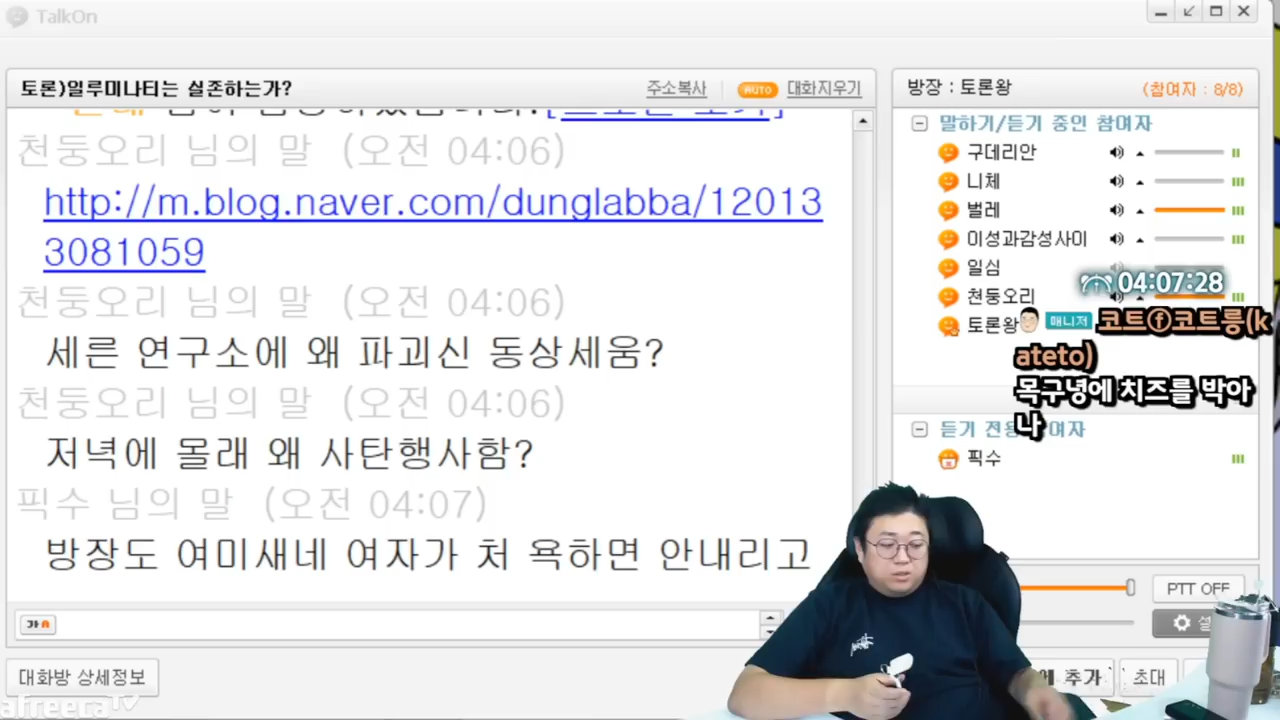 TalkOn
토론)일루미나티는 실존하는가?
주소복사
AUTO 대화지우기
천둥오리 님의 말 (오전 04:06)
http://m.blog.naver.com/dunglabba/12013
3081059
천둥오리 님의 말 (오전 04:06)
세른 연구소에 왜 파괴신 동상세움?
천둥오리 님의 말 (오전 04:06)
저녁에 몰래 왜 사탄행사함?
픽수 님의 말 (오전 04:07)
방장도 여미새네 여자가 처 욕하면 안내리고
가
대화방 상세정보
afreecaTV
방장 : 토론왕
(참여자 : 8/8)
말하기/듣기 중인 참여자
구데리안
니체
벌레
이성과감성사이
일심
04:07:28
천둥오리
토론왕
매니저 코트ⓕ코트릉(k
ateto)
목구녕에 치즈를 박아
나
듣기 전용 여자
픽수
PTT OFF
추가
초대